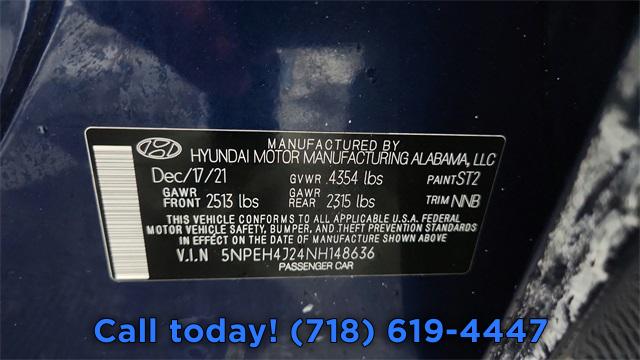 MANUFACTURED BY
HYUNDAI MOTOR MANUFACTURING ALABAMA, LLC
Dec/17/21 GVWR 4354 lbs PAINT ST2
GAWR FRONT 2513 lbs GAWR REAR 2315 lbs TRIM NNB
THIS VEHICLE CONFORMS TO ALL APPLICABLE U.S.A. FEDERAL
MOTOR VEHICLE SAFETY, BUMPER, AND THEFT PREVENTION STANDARDS
IN EFFECT ON THE DATE OF MANUFACTURE SHOWN ABOVE.
V.I.N 5NPEH4J24NH148636
PASSENGER CAR
Call today! (718) 619-4447